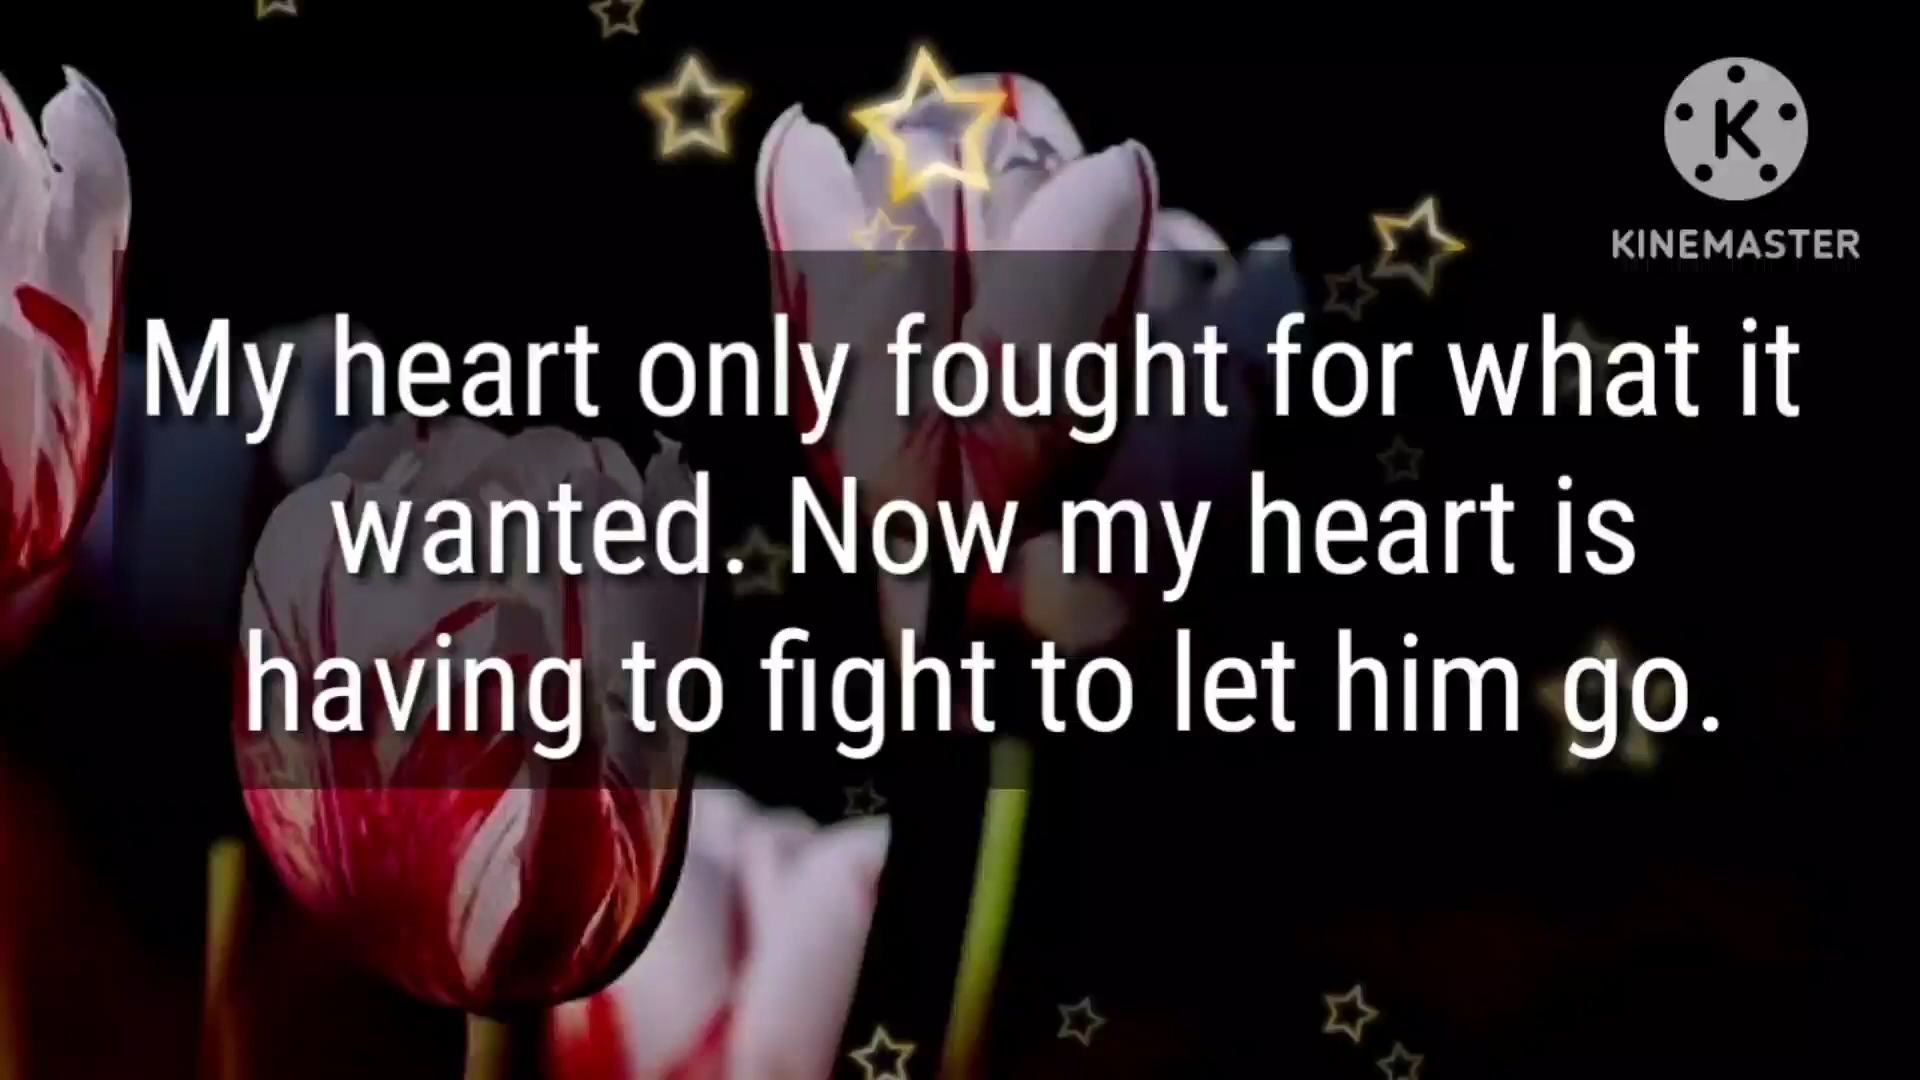 K
KINEMASTER
My heart only fought for what it
wanted. Now my heart is
having to fight to let him go.